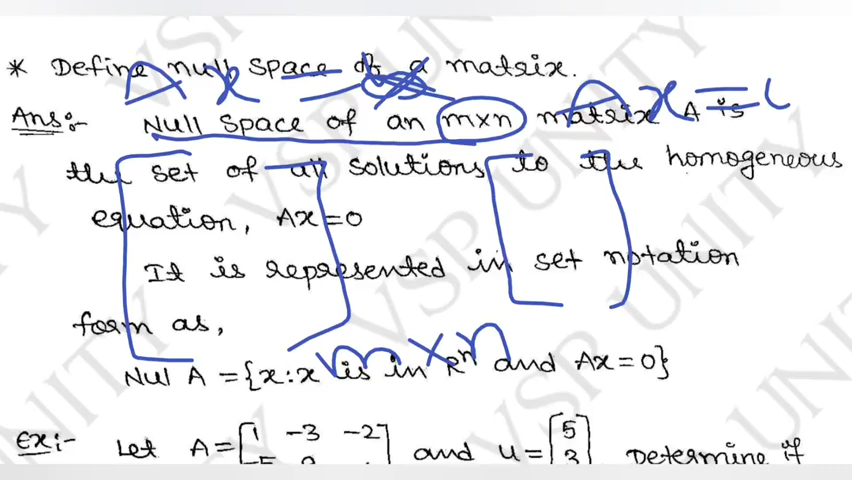 * Define null space of a matrix.
Ans:- Null space of an m×n matrix A is
the set of all solutions to the homogeneous
equation, Ax=0
It is represented in set notation
form as,
Nul A = {x:x is in Rⁿ and Ax=0}
Ex:- Let A = [1 -3 -2 and u = [5
3 Determine if
A x
A x =
m×n
VSP UNITY